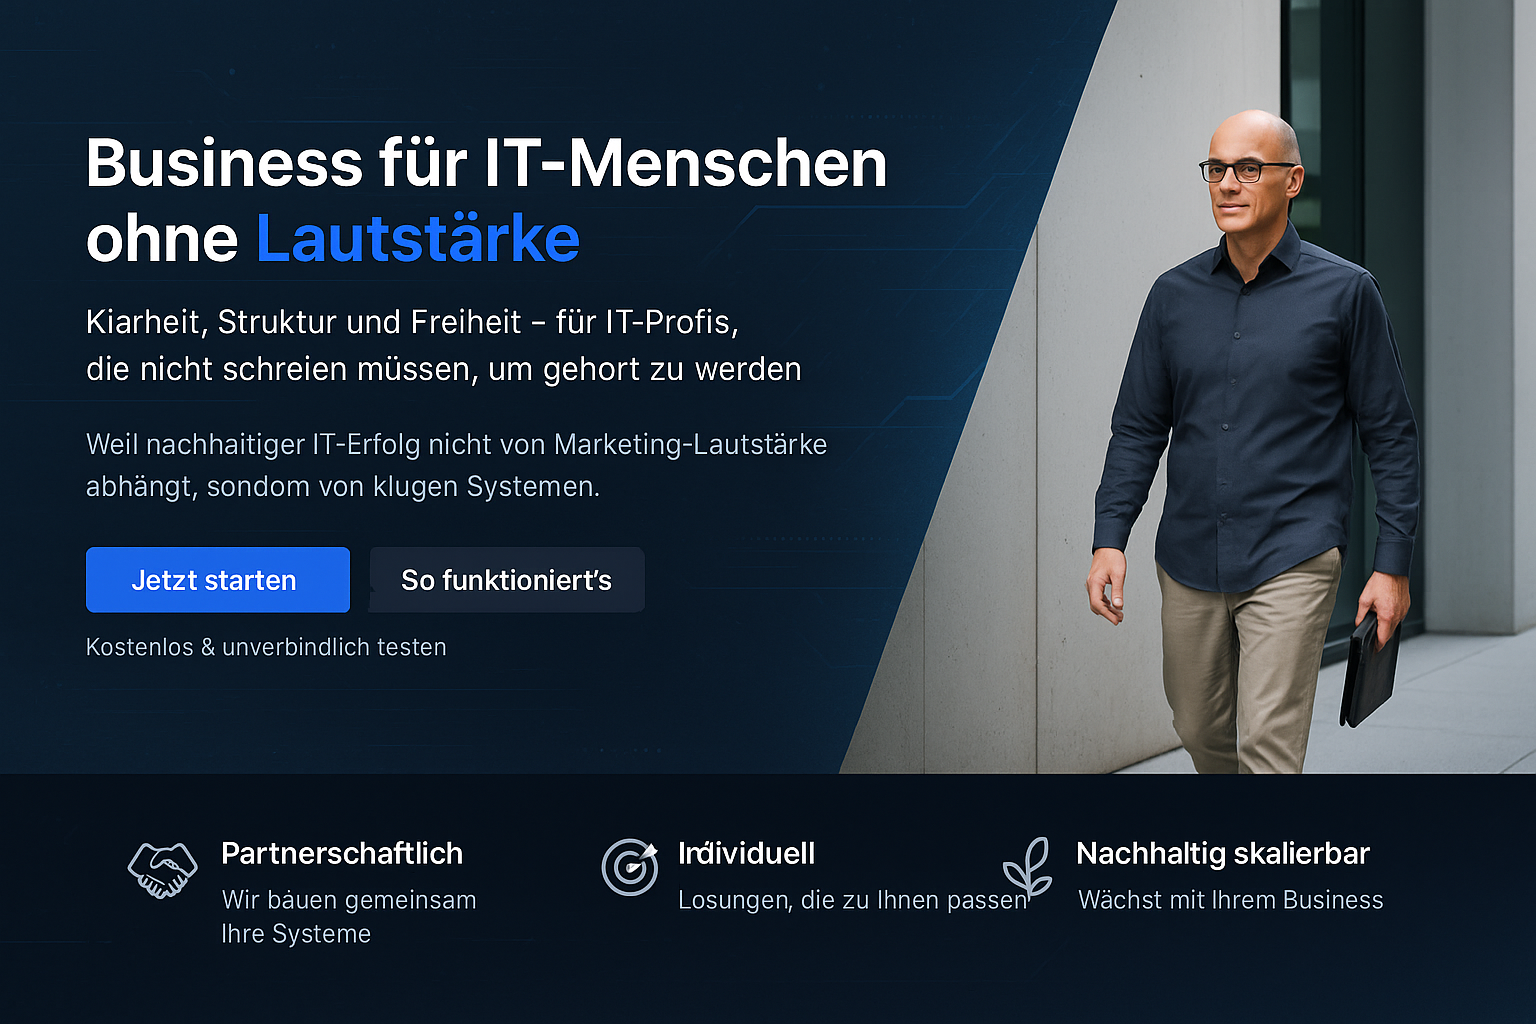 Business für IT-Menschen
ohne Lautstärke
Kiarheit, Struktur und Freiheit – für IT-Profis,
die nicht schreien müssen, um gehort zu werden
Weil nachhaitiger IT-Erfolg nicht von Marketing-Lautstärke
abhängt, sondom von klugen Systemen.
Jetzt starten
So funktioniert's
Kostenlos & unverbindlich testen
Partnerschaftlich
Wir bauen gemeinsam
Ihre Systeme
Individuell
Losungen, die zu Ihnen passen
Nachhaltig skalierbar
Wächst mit Ihrem Business